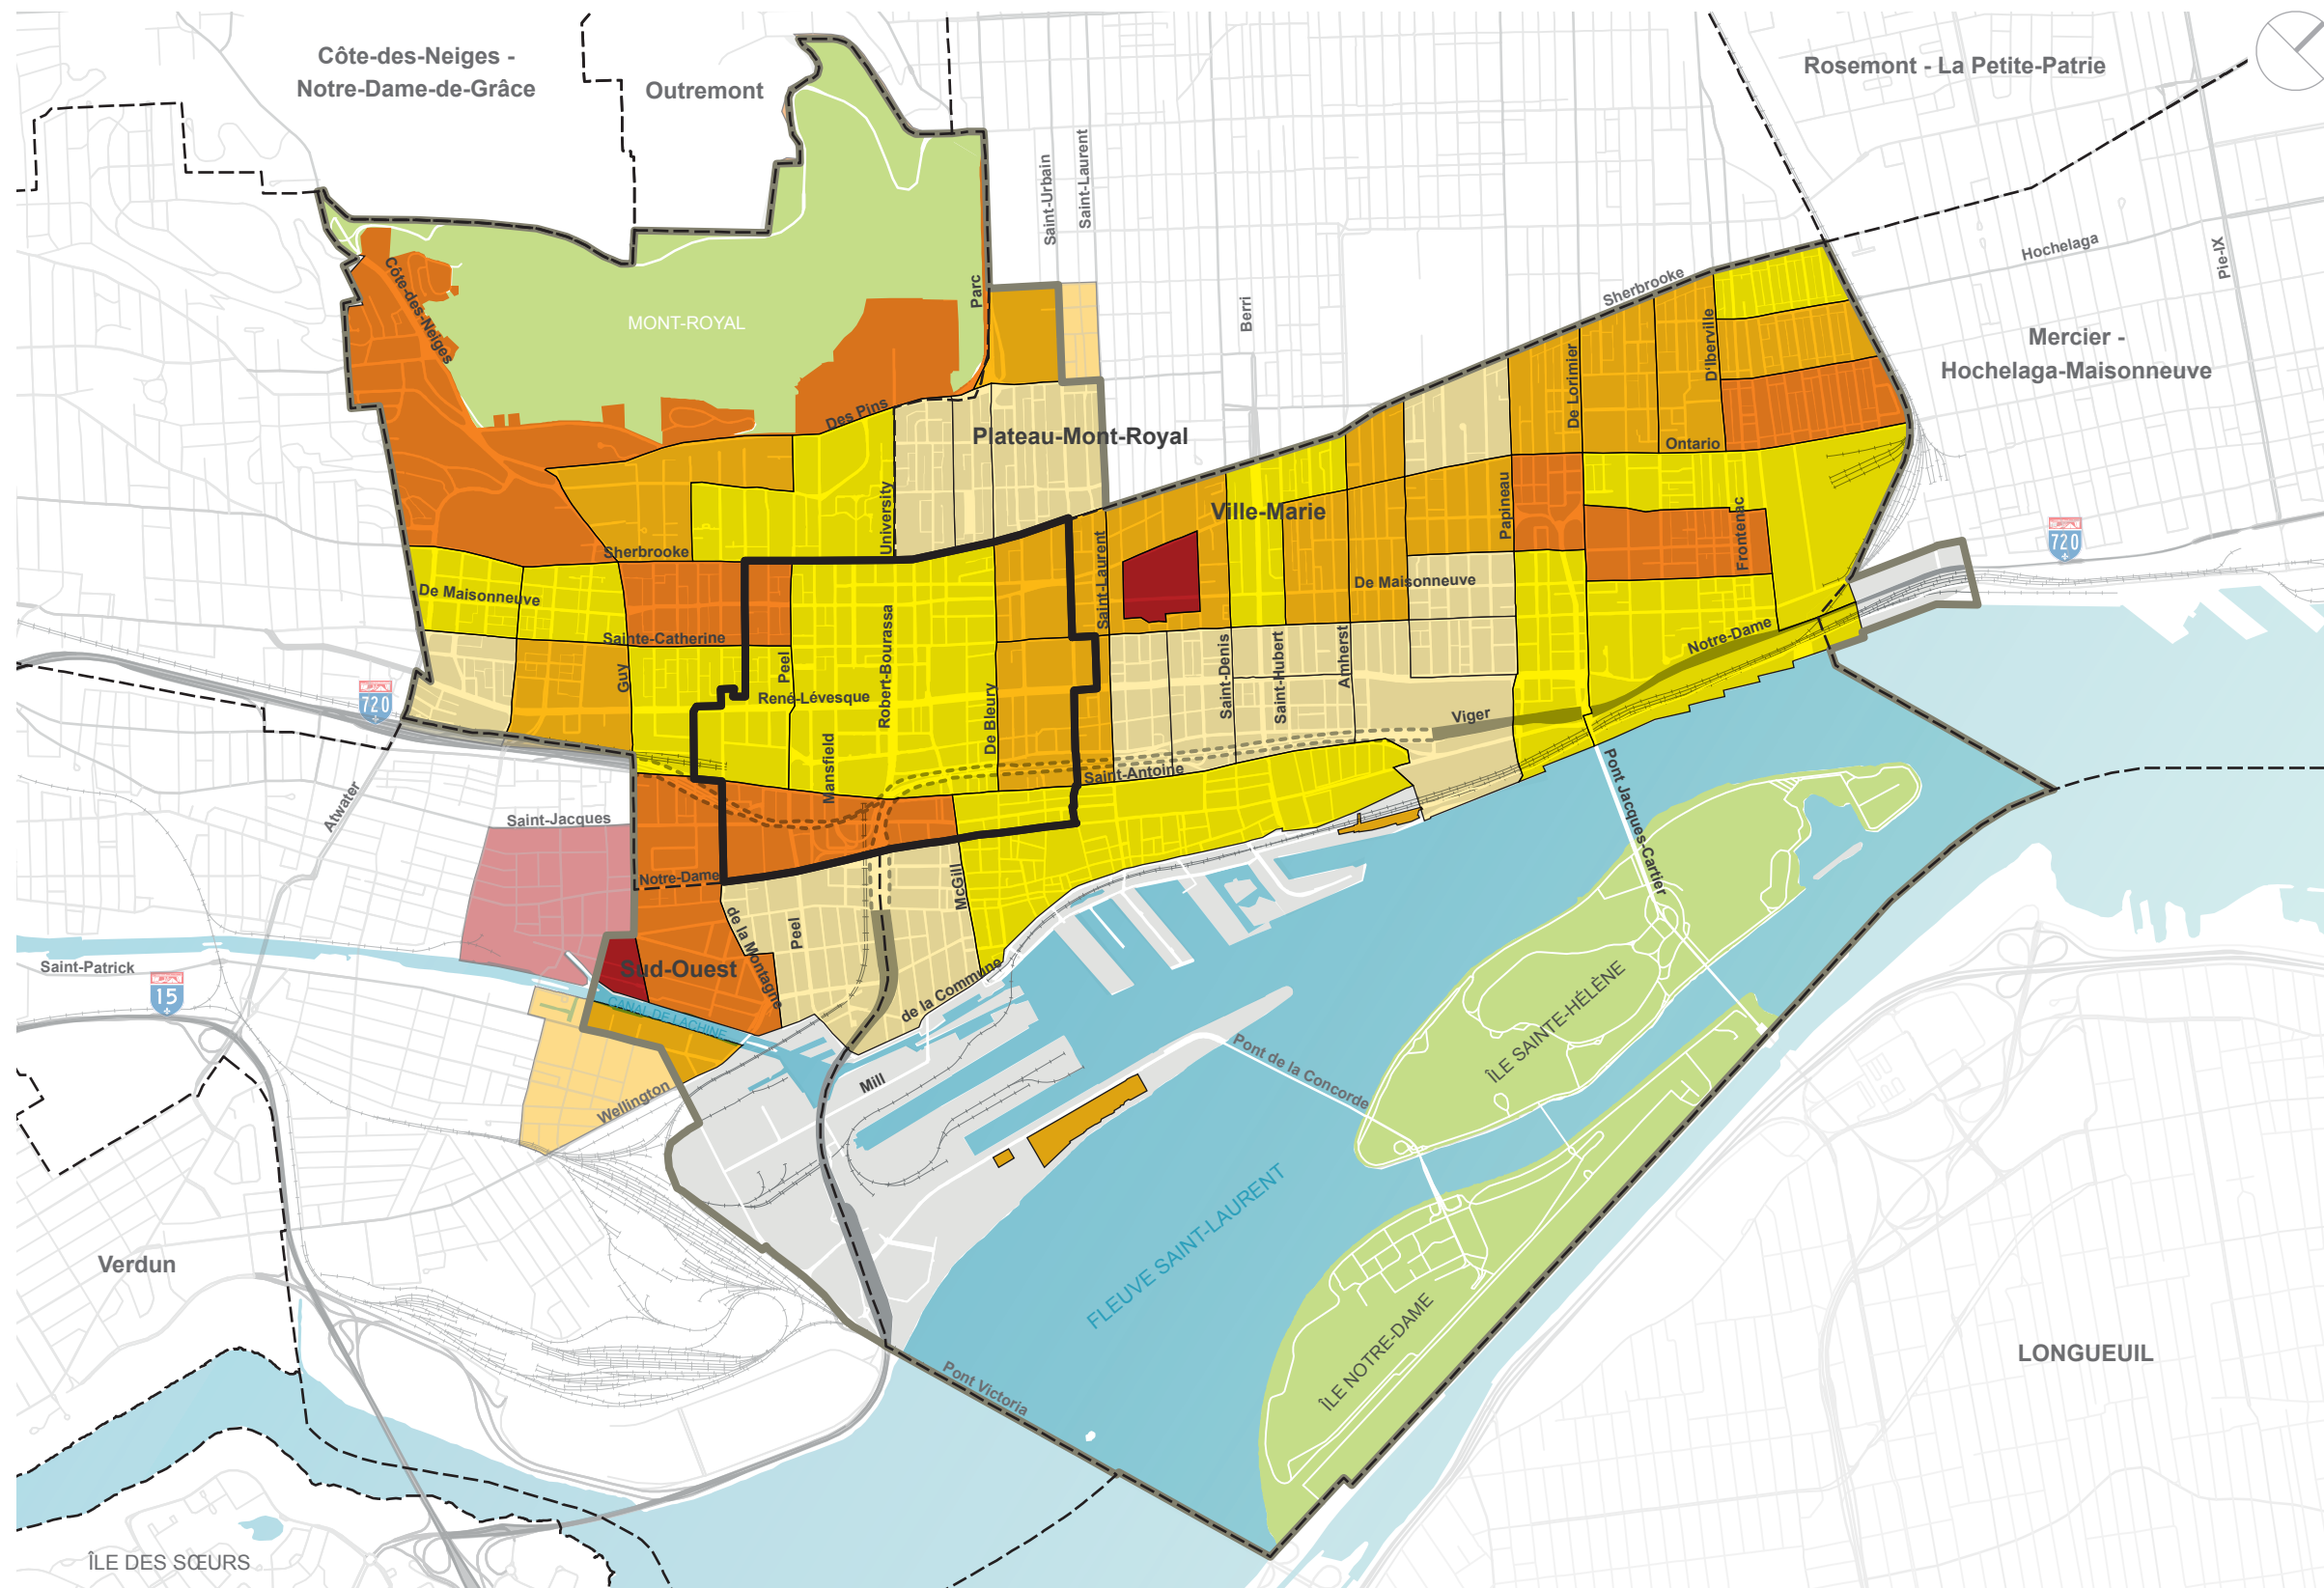 Côte-des-Neiges -
Notre-Dame-de-Grâce
Outremont
Rosemont - La Petite-Patrie
Saint-Urbain
Saint-Laurent
Hochelaga
Pie-IX
Côte-des-Neiges
Parc
Berri
Sherbrooke
MONT-ROYAL
D'Iberville
De Lorimier
Mercier -
Hochelaga-Maisonneuve
Des Pins
Plateau-Mont-Royal
Ontario
University
Ville-Marie
Papineau
Frontenac
Sherbrooke
Saint-Laurent
720
De Maisonneuve
De Maisonneuve
Sainte-Catherine
Robert-Bourassa
Notre-Dame
Guy
Peel
Saint-Denis
Saint-Hubert
Amherst
720
René-Lévesque
De Bleury
Viger
Mansfield
Saint-Antoine
Pont Jacques-Cartier
Atwater
Saint-Jacques
Notre-Dame
McGill
de la Montagne
Peel
Saint-Patrick
15
Sud-Ouest
de la Commune
CANAL DE LACHINE
ÎLE SAINTE-HÉLÈNE
Mill
Pont de la Concorde
Wellington
FLEUVE SAINT-LAURENT
Verdun
ÎLE NOTRE-DAME
LONGUEUIL
Pont Victoria
ÎLE DES SŒURS